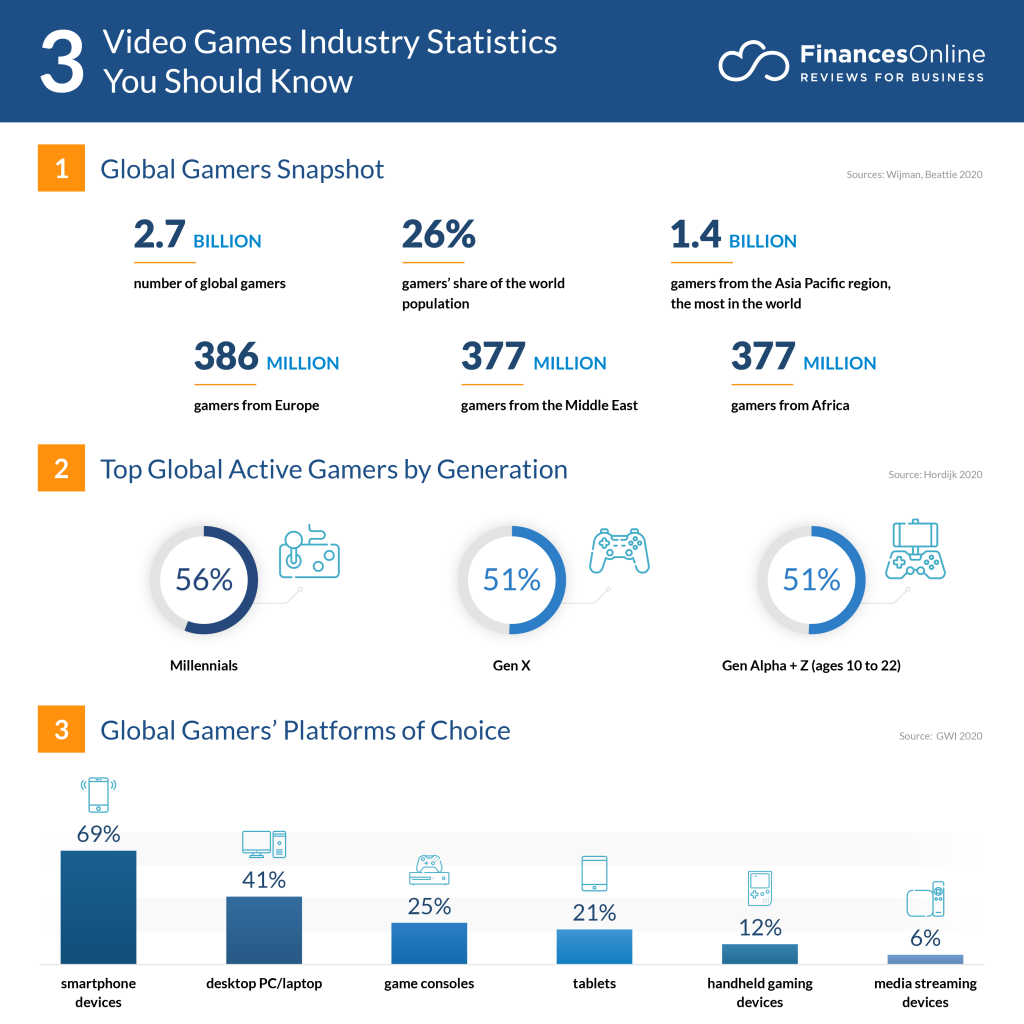 3
Video Games Industry Statistics
You Should Know
FinancesOnline
REVIEWS FOR BUSINESS
1
Global Gamers Snapshot
Sources: Wijman, Beattie 2020
2.7 BILLION
number of global gamers
26%
gamers' share of the world
population
1.4 BILLION
gamers from the Asia Pacific region,
the most in the world
386 MILLION
gamers from Europe
377 MILLION
gamers from the Middle East
377 MILLION
gamers from Africa
2
Top Global Active Gamers by Generation
Source: Hordijk 2020
56%
Millennials
51%
Gen X
51%
Gen Alpha + Z (ages 10 to 22)
3
Global Gamers' Platforms of Choice
Source: GWI 2020
69%
smartphone
devices
41%
desktop PC/laptop
25%
game consoles
21%
tablets
12%
handheld gaming
devices
6%
media streaming
devices